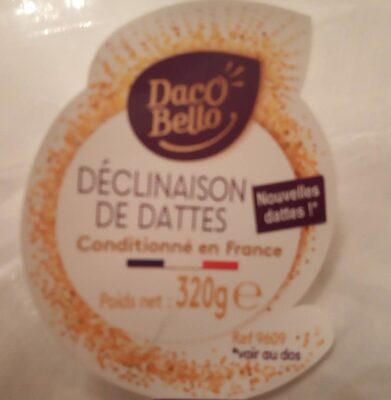 Daco
Bello
DÉCLINAISON
DE DATTES
Nouvelles
dattes !*
Conditionné en France
Poids net : 320g e
Ref 9609
*voir au dos